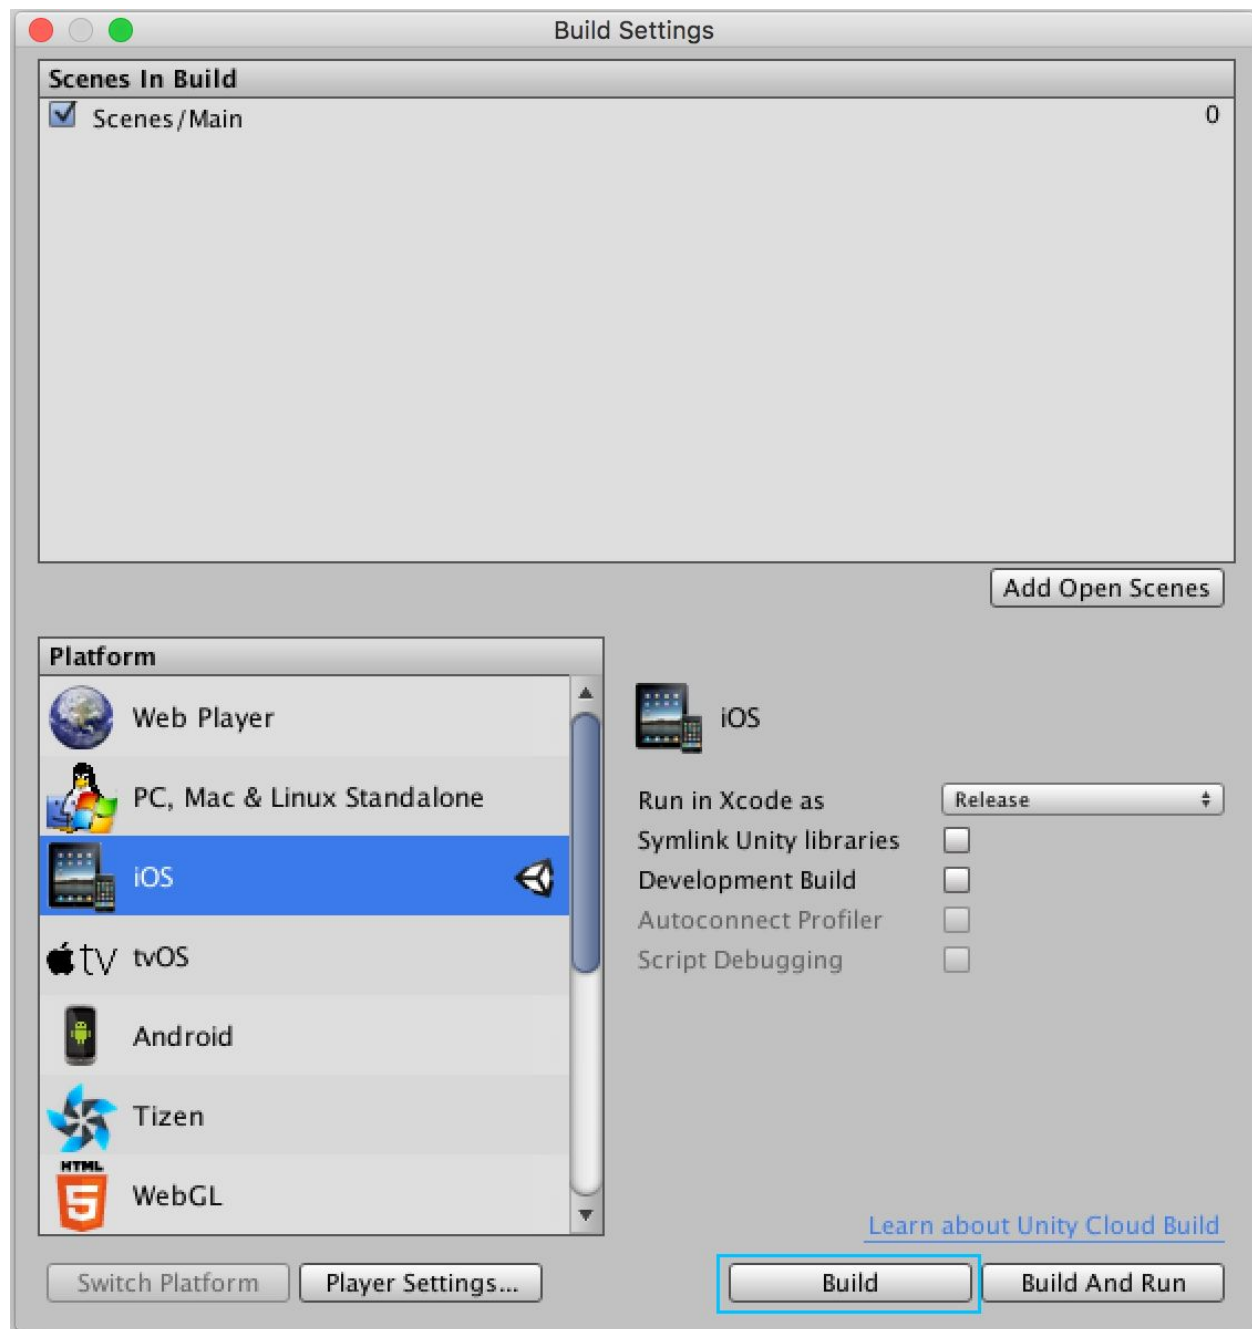 Build Settings
Scenes In Build
Scenes/Main 0
Add Open Scenes
Platform
Web Player
PC, Mac & Linux Standalone
iOS
tv tvOS
Android
Tizen
HTML
5 WebGL
iOS
Run in Xcode as Release
Symlink Unity libraries
Development Build
Autoconnect Profiler
Script Debugging
Learn about Unity Cloud Build
Switch Platform Player Settings... Build Build And Run